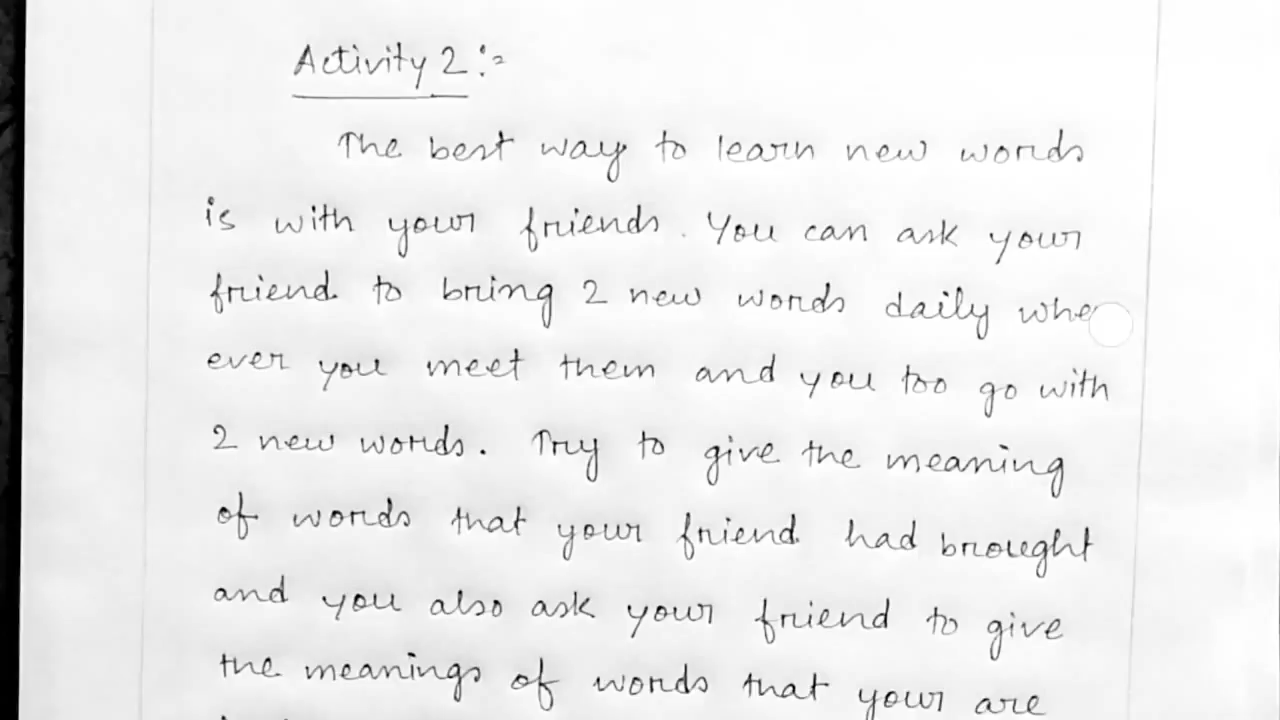 Activity 2 :-
The best way to learn new words
is with your friends. You can ask your
friend to bring 2 new words daily whe
ever you meet them and you too go with
2 new words. Try to give the meaning
of words that your friend had brought
and you also ask your friend to give
the meanings of words that your are